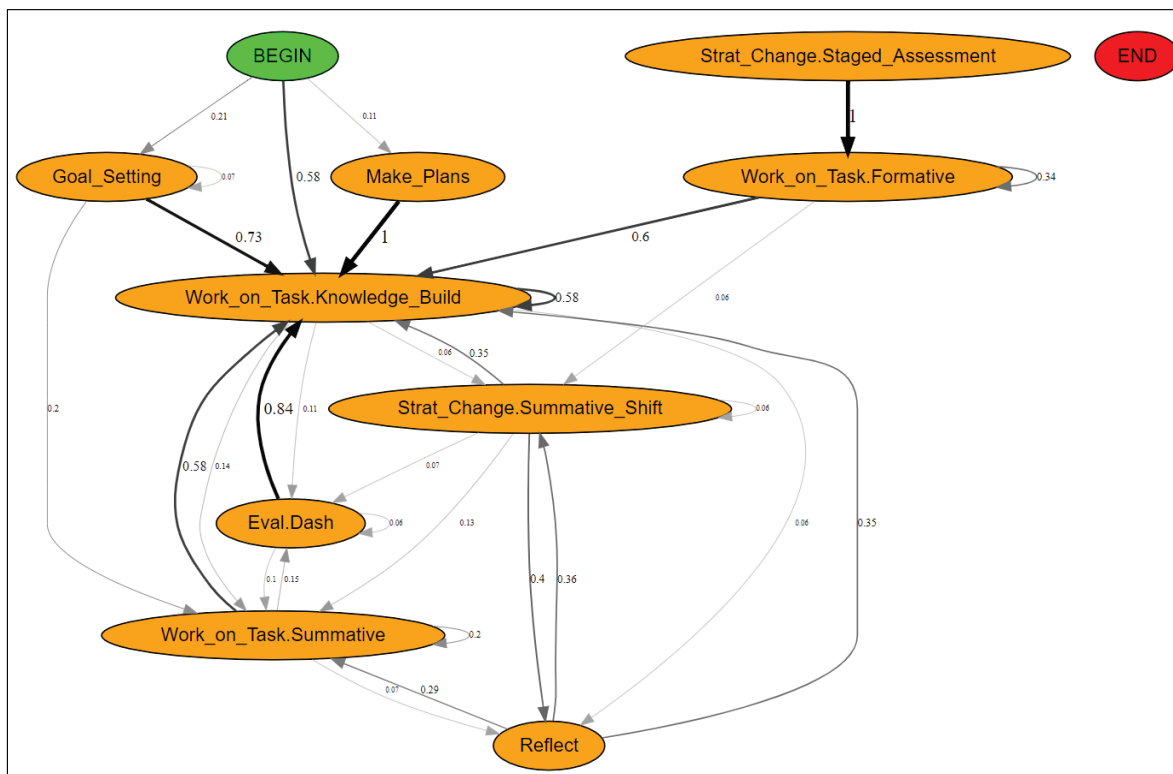 BEGIN
Strat_Change.Staged_Assessment
END
0.21
0.11
1
Goal_Setting
0.07
0.58
Make_Plans
Work_on_Task.Formative
0.34
0.73
1
0.6
Work_on_Task.Knowledge_Build
0.58
0.06
0.06
0.35
0.2
0.84
0.11
Strat_Change.Summative_Shift
0.06
0.58
0.14
0.07
Eval.Dash
0.06
0.13
0.06
0.35
0.1
0.15
0.4
0.36
Work_on_Task.Summative
0.2
0.07
0.29
Reflect